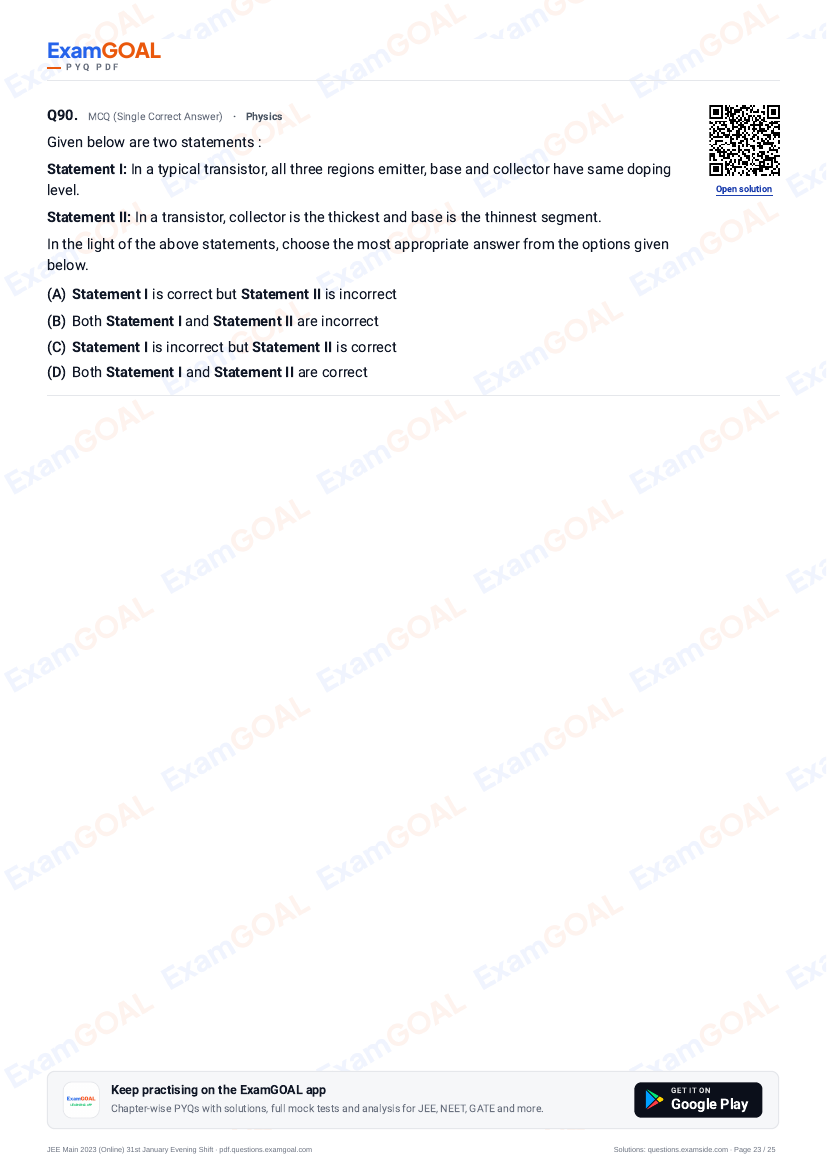 ExamGOAL
PYQ PDF
Q90. MCQ (Single Correct Answer) · Physics
Given below are two statements :
Statement I: In a typical transistor, all three regions emitter, base and collector have same doping
level.
Open solution
Statement II: In a transistor, collector is the thickest and base is the thinnest segment.
In the light of the above statements, choose the most appropriate answer from the options given
below.
(A) Statement I is correct but Statement II is incorrect
(B) Both Statement I and Statement II are incorrect
(C) Statement I is incorrect but Statement II is correct
(D) Both Statement I and Statement II are correct
ExamGOAL
Keep practising on the ExamGOAL app
Chapter-wise PYQs with solutions, full mock tests and analysis for JEE, NEET, GATE and more.
GET IT ON
Google Play
JEE Main 2023 (Online) 31st January Evening Shift · pdf.questions.examgoal.com
Solutions: questions.examside.com · Page 23 / 25